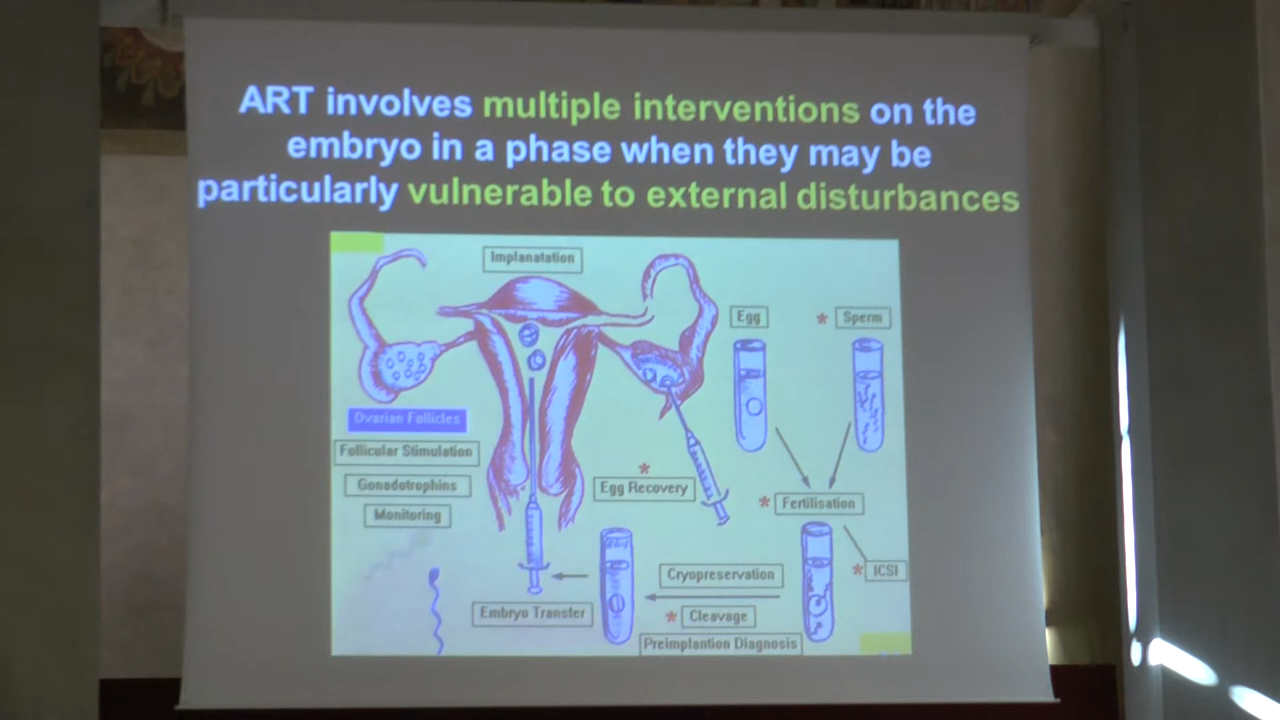 ART involves multiple interventions on the
embryo in a phase when they may be
particularly vulnerable to external disturbances
Implanatation
Egg
* Sperm
Ovarian Follicles
Follicular Stimulation
Gonadotrophins
Monitoring
*
Egg Recovery
* Fertilisation
* ICSI
Cryopreservation
* Cleavage
Preimplantion Diagnosis
Embryo Transfer